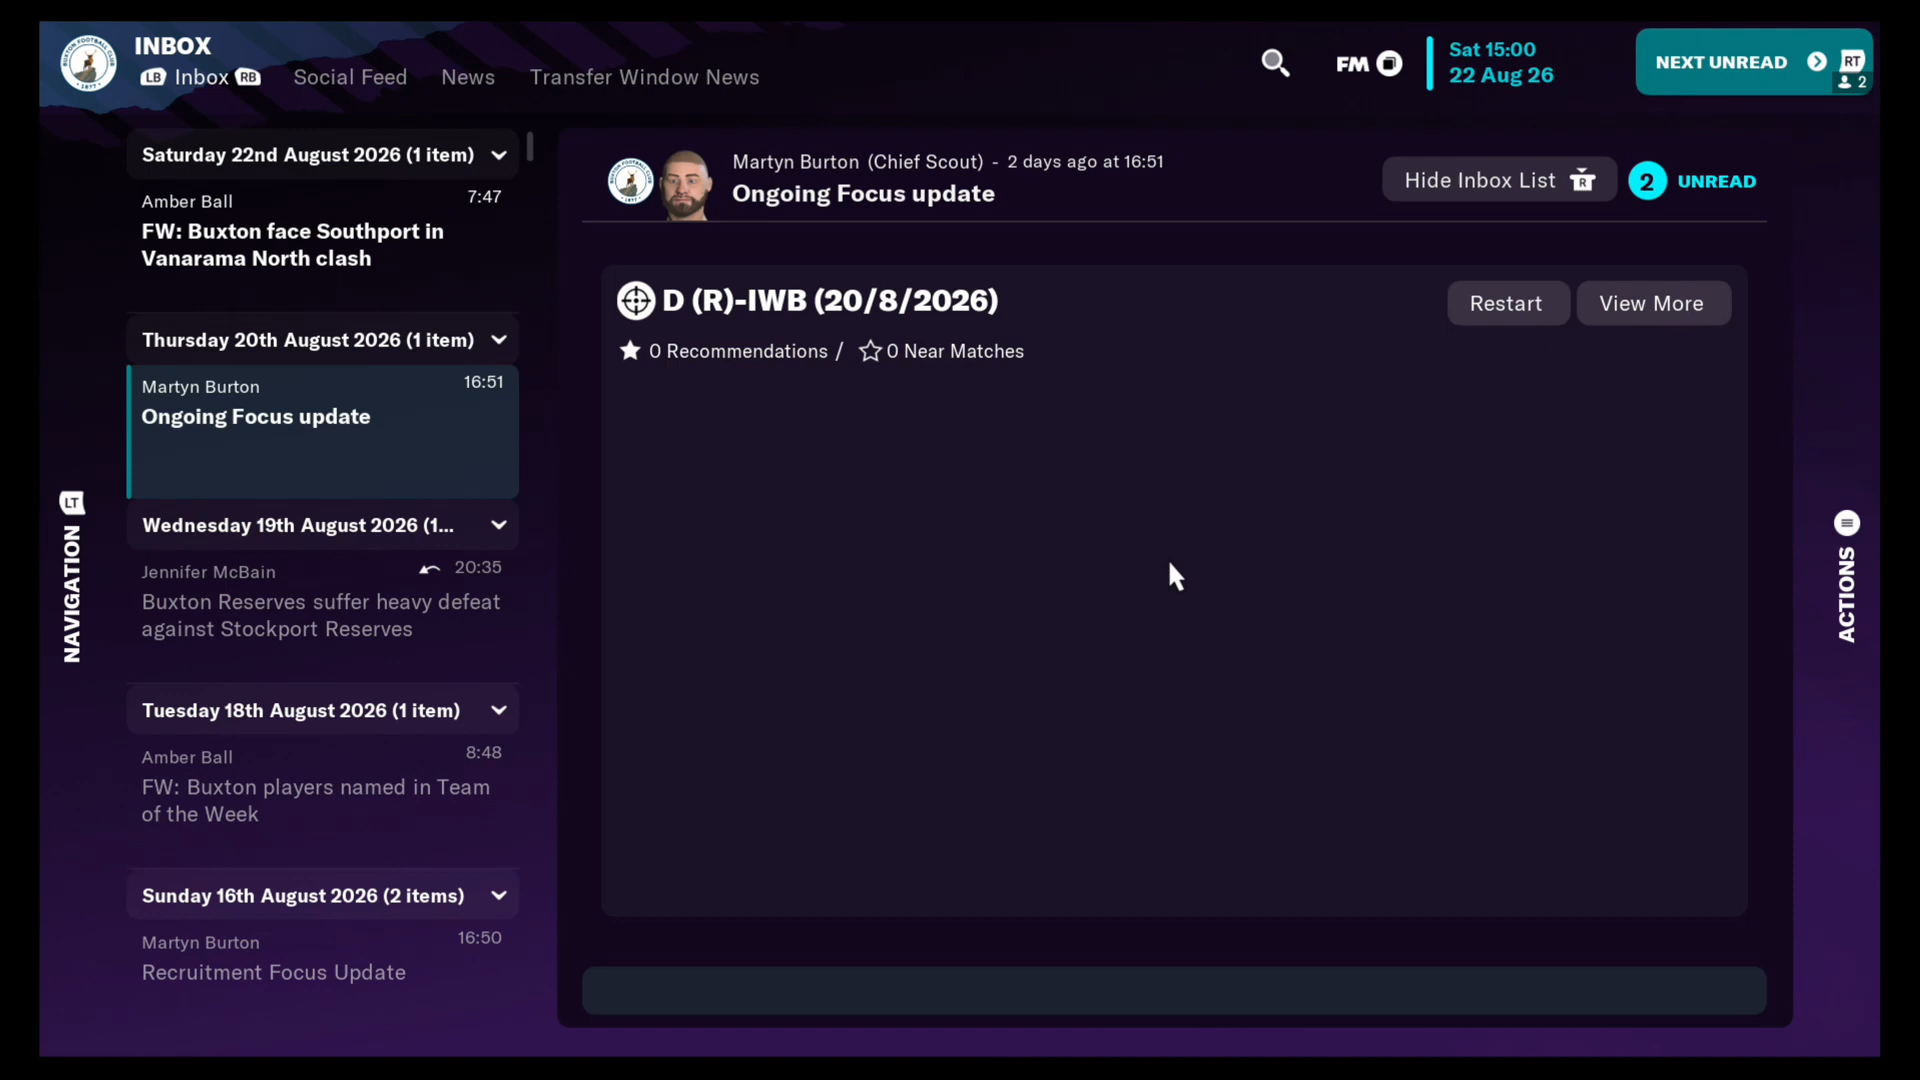 INBOX
LB Inbox RB
Social Feed
News
Transfer Window News
FM
Sat 15:00
22 Aug 26
NEXT UNREAD
RT
2
Saturday 22nd August 2026 (1 item)
Amber Ball
7:47
FW: Buxton face Southport in
Vanarama North clash
Thursday 20th August 2026 (1 item)
Martyn Burton
16:51
Ongoing Focus update
Wednesday 19th August 2026 (1...
Jennifer McBain
20:35
Buxton Reserves suffer heavy defeat
against Stockport Reserves
Tuesday 18th August 2026 (1 item)
Amber Ball
8:48
FW: Buxton players named in Team
of the Week
Sunday 16th August 2026 (2 items)
Martyn Burton
16:50
Recruitment Focus Update
LT
NAVIGATION
Martyn Burton (Chief Scout) - 2 days ago at 16:51
Ongoing Focus update
Hide Inbox List
R
2 UNREAD
D (R)-IWB (20/8/2026)
Restart
View More
0 Recommendations /
0 Near Matches
ACTIONS
BUXTON FOOTBALL CLUB
1877